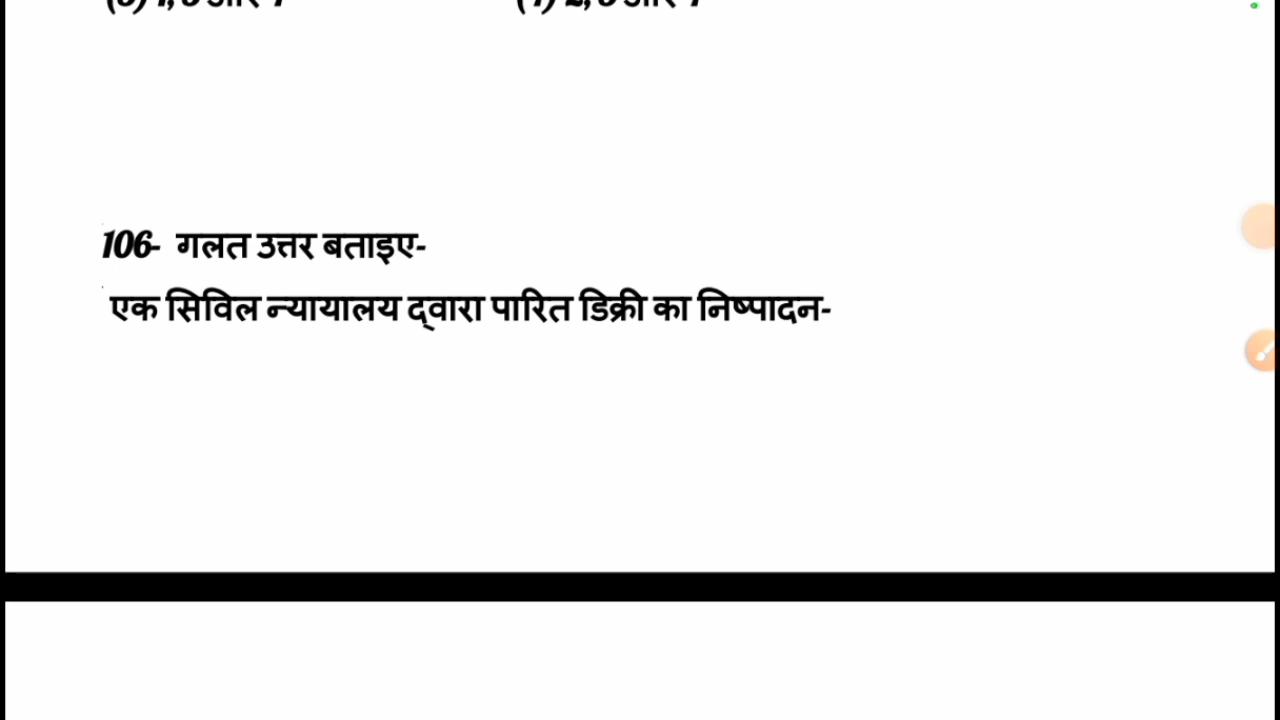 106- गलत उत्तर बताइए-
एक सिविल न्यायालय द्वारा पारित डिक्री का निष्पादन-